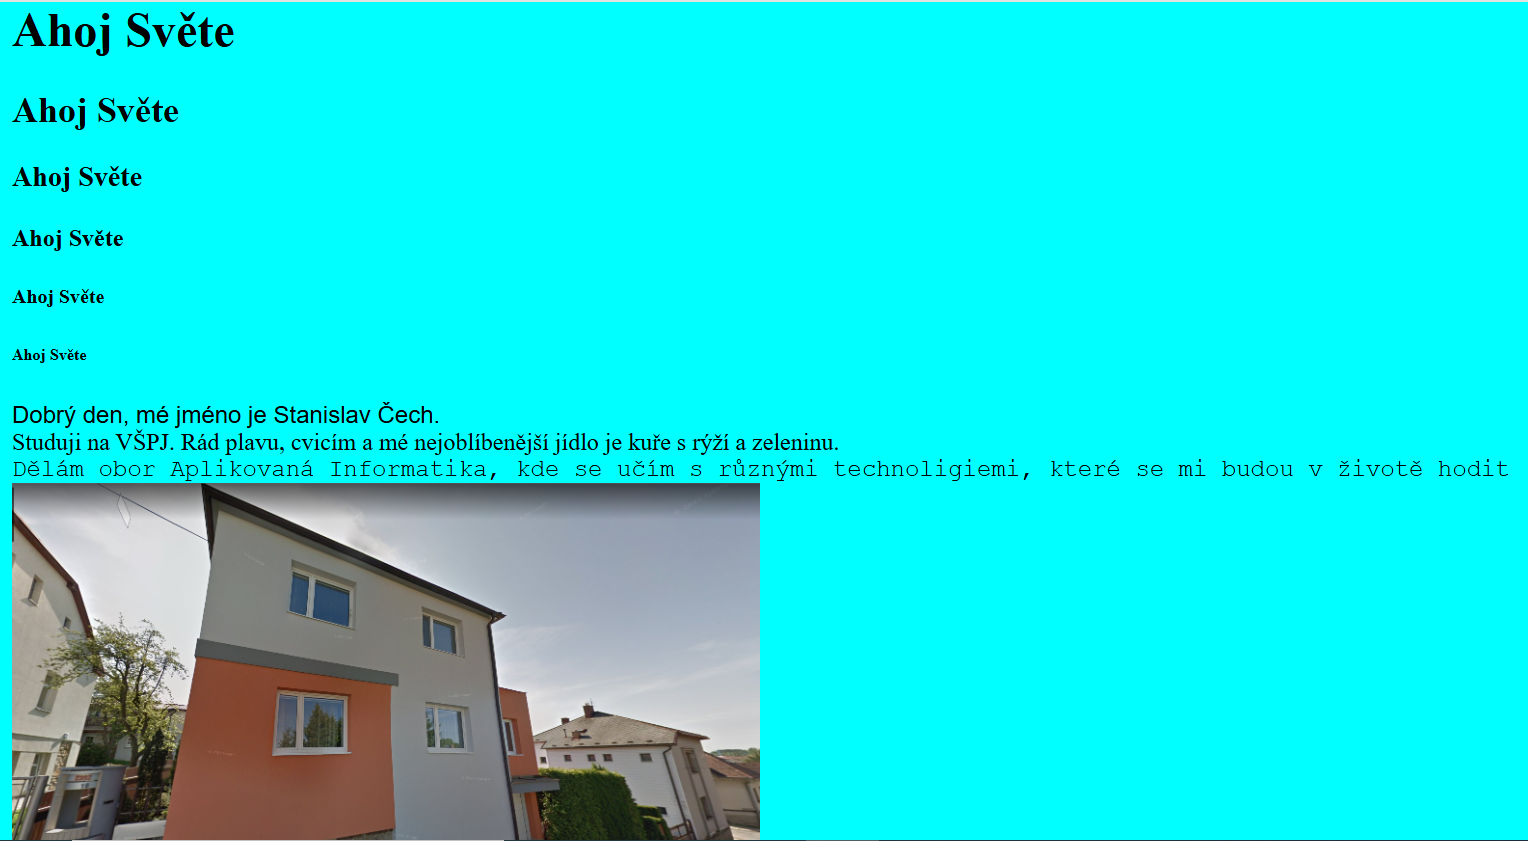 Ahoj Světe
Ahoj Světe
Ahoj Světe
Ahoj Světe
Ahoj Světe
Ahoj Světe
Dobrý den, mé jméno je Stanislav Čech.
Studuji na VŠPJ. Rád plavu, cvicím a mé nejoblíbenější jídlo je kuře s rýží a zeleninu.
Dělám obor Aplikovaná Informatika, kde se učím s různými technoligiemi, které se mi budou v životě hodit